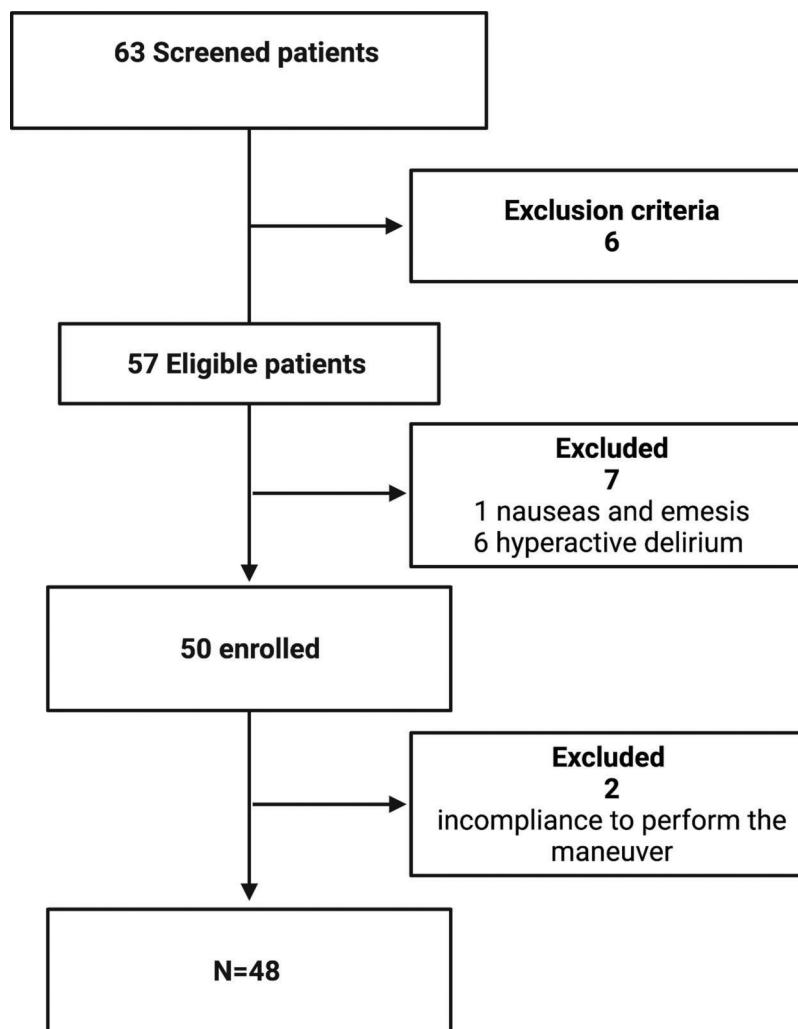 63 Screened patients
Exclusion criteria
6
57 Eligible patients
Excluded
7
1 nauseas and emesis
6 hyperactive delirium
50 enrolled
Excluded
2
incompliance to perform the
maneuver
N=48